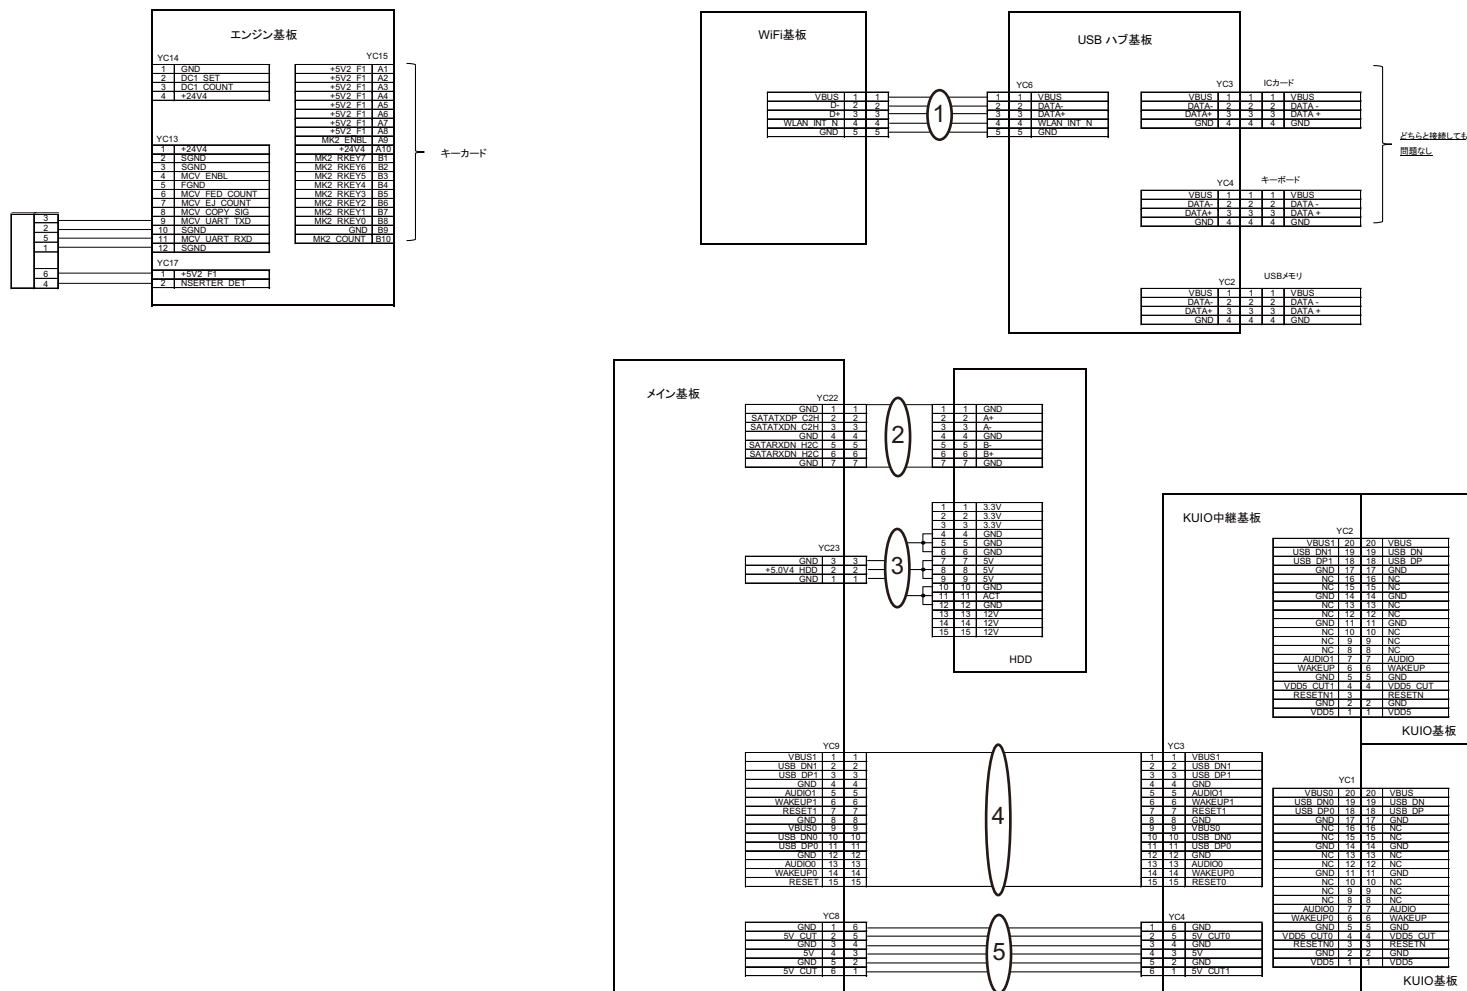 エンジン基板
YC14
1 GND
2 DC1_SET
3 DC1_COUNT
4 +24V4
YC13
1 +24V4
2 SGND
3 SGND
4 MCV_ENBL
5 FGND
6 MCV_FED_COUNT
7 MCV_EJ_COUNT
8 MCV_COPY_SIG
3 9 MCV_UART_TXD
2 10 SGND
5 11 MCV_UART_RXD
1 12 SGND
YC17
6 1 +5V2_F1
4 2 NSERTER_DET
YC15
+5V2_F1 A1
+5V2_F1 A2
+5V2_F1 A3
+5V2_F1 A4
+5V2_F1 A5
+5V2_F1 A6
+5V2_F1 A7
+5V2_F1 A8
MK2_ENBL A9
+24V4 A10
MK2_RKEY7 B1
MK2_RKEY6 B2
MK2_RKEY5 B3
MK2_RKEY4 B4
MK2_RKEY3 B5
MK2_RKEY2 B6
MK2_RKEY1 B7
MK2_RKEY0 B8
GND B9
MK2_COUNT B10
キーカード
WiFi基板
USB ハブ基板
YC6
VBUS 1 1 1 1 VBUS
D- 2 2 2 2 DATA-
D+ 3 3 3 3 DATA+
WLAN_INT_N 4 4 4 4 WLAN_INT_N
GND 5 5 5 5 GND
1
YC3 ICカード
VBUS 1 1 1 VBUS
DATA- 2 2 2 DATA -
DATA+ 3 3 3 DATA +
GND 4 4 4 GND
どちらと接続しても
問題なし
YC4 キーボード
VBUS 1 1 1 VBUS
DATA- 2 2 2 DATA -
DATA+ 3 3 3 DATA +
GND 4 4 4 GND
YC2 USBメモリ
VBUS 1 1 1 VBUS
DATA- 2 2 2 DATA -
DATA+ 3 3 3 DATA +
GND 4 4 4 GND
メイン基板
YC22
GND 1 1 1 1 GND
SATATXDP_C2H 2 2 2 2 A+
SATATXDN_C2H 3 3 3 3 A-
GND 4 4 4 4 GND
SATARXDN_H2C 5 5 5 5 B-
SATARXDN_H2C 6 6 6 6 B+
GND 7 7 7 7 GND
2
YC23
GND 3 3
+5.0V4_HDD 2 2
GND 1 1
3
1 1 3.3V
2 2 3.3V
3 3 3.3V
4 4 GND
5 5 GND
6 6 GND
7 7 5V
8 8 5V
9 9 5V
10 10 GND
11 11 ACT
12 12 GND
13 13 12V
14 14 12V
15 15 12V
HDD
YC9
VBUS1 1 1
USB_DN1 2 2
USB_DP1 3 3
GND 4 4
AUDIO1 5 5
WAKEUP1 6 6
RESET1 7 7
GND 8 8
VBUS0 9 9
USB_DN0 10 10
USB_DP0 11 11
GND 12 12
AUDIO0 13 13
WAKEUP0 14 14
RESET 15 15
4
YC3
1 1 VBUS1
2 2 USB_DN1
3 3 USB_DP1
4 4 GND
5 5 AUDIO1
6 6 WAKEUP1
7 7 RESET1
8 8 GND
9 9 VBUS0
10 10 USB_DN0
11 11 USB_DP0
12 12 GND
13 13 AUDIO0
14 14 WAKEUP0
15 15 RESET0
YC8
GND 1 6
5V_CUT 2 5
GND 3 4
5V 4 3
GND 5 2
5V_CUT 6 1
5
YC4
1 6 GND
2 5 5V_CUT0
3 4 GND
4 3 5V
5 2 GND
6 1 5V_CUT1
KUIO中継基板
YC2
VBUS1 20 20 VBUS
USB_DN1 19 19 USB_DN
USB_DP1 18 18 USB_DP
GND 17 17 GND
NC 16 16 NC
NC 15 15 NC
GND 14 14 GND
NC 13 13 NC
NC 12 12 NC
GND 11 11 GND
NC 10 10 NC
NC 9 9 NC
NC 8 8 NC
AUDIO1 7 7 AUDIO
WAKEUP 6 6 WAKEUP
GND 5 5 GND
VDD5_CUT1 4 4 VDD5_CUT
RESETN1 3 RESETN
GND 2 2 GND
VDD5 1 1 VDD5
KUIO基板
YC1
VBUS0 20 20 VBUS
USB_DN0 19 19 USB_DN
USB_DP0 18 18 USB_DP
GND 17 17 GND
NC 16 16 NC
NC 15 15 NC
GND 14 14 GND
NC 13 13 NC
NC 12 12 NC
GND 11 11 GND
NC 10 10 NC
NC 9 9 NC
NC 8 8 NC
AUDIO0 7 7 AUDIO
WAKEUP0 6 6 WAKEUP
GND 5 5 GND
VDD5_CUT0 4 4 VDD5_CUT
RESETN0 3 3 RESETN
GND 2 2 GND
VDD5 1 1 VDD5
KUIO基板